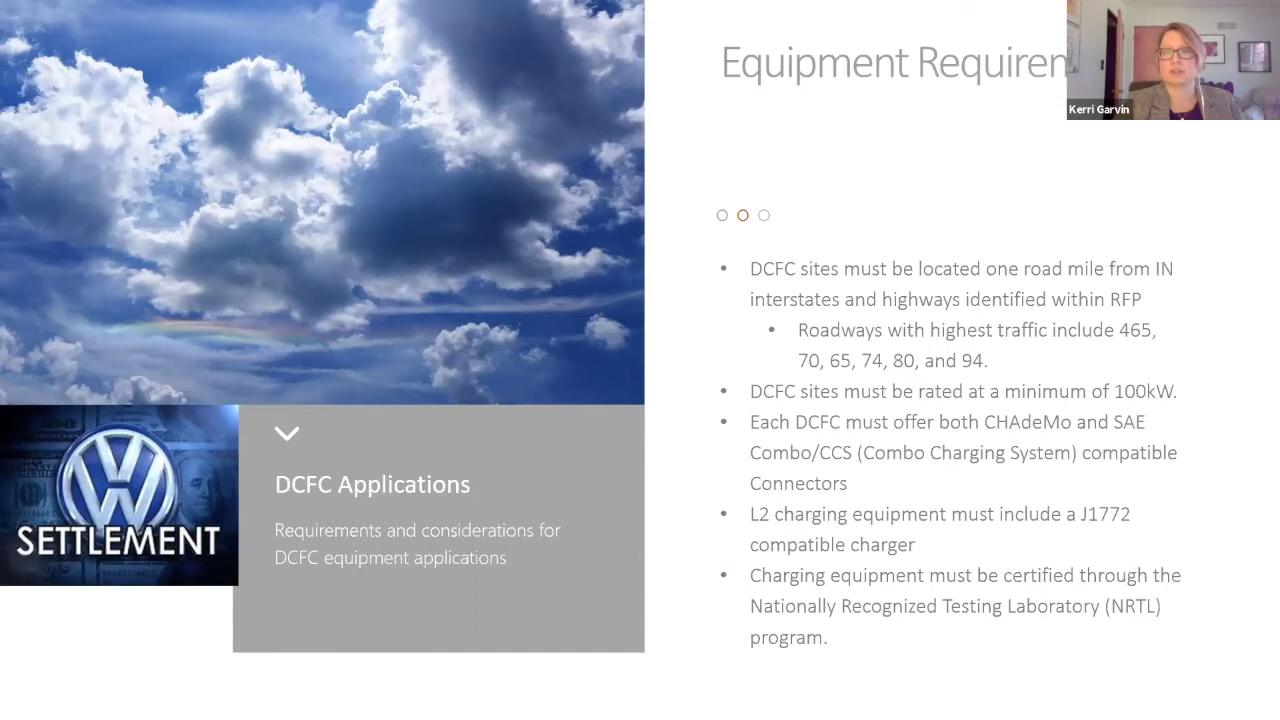 Equipment Requirem
Kerri Garvin
• DCFC sites must be located one road mile from IN
interstates and highways identified within RFP
• Roadways with highest traffic include 465,
70, 65, 74, 80, and 94.
• DCFC sites must be rated at a minimum of 100kW.
• Each DCFC must offer both CHAdeMo and SAE
Combo/CCS (Combo Charging System) compatible
Connectors
• L2 charging equipment must include a J1772
compatible charger
• Charging equipment must be certified through the
Nationally Recognized Testing Laboratory (NRTL)
program.
SETTLEMENT
DCFC Applications
Requirements and considerations for
DCFC equipment applications